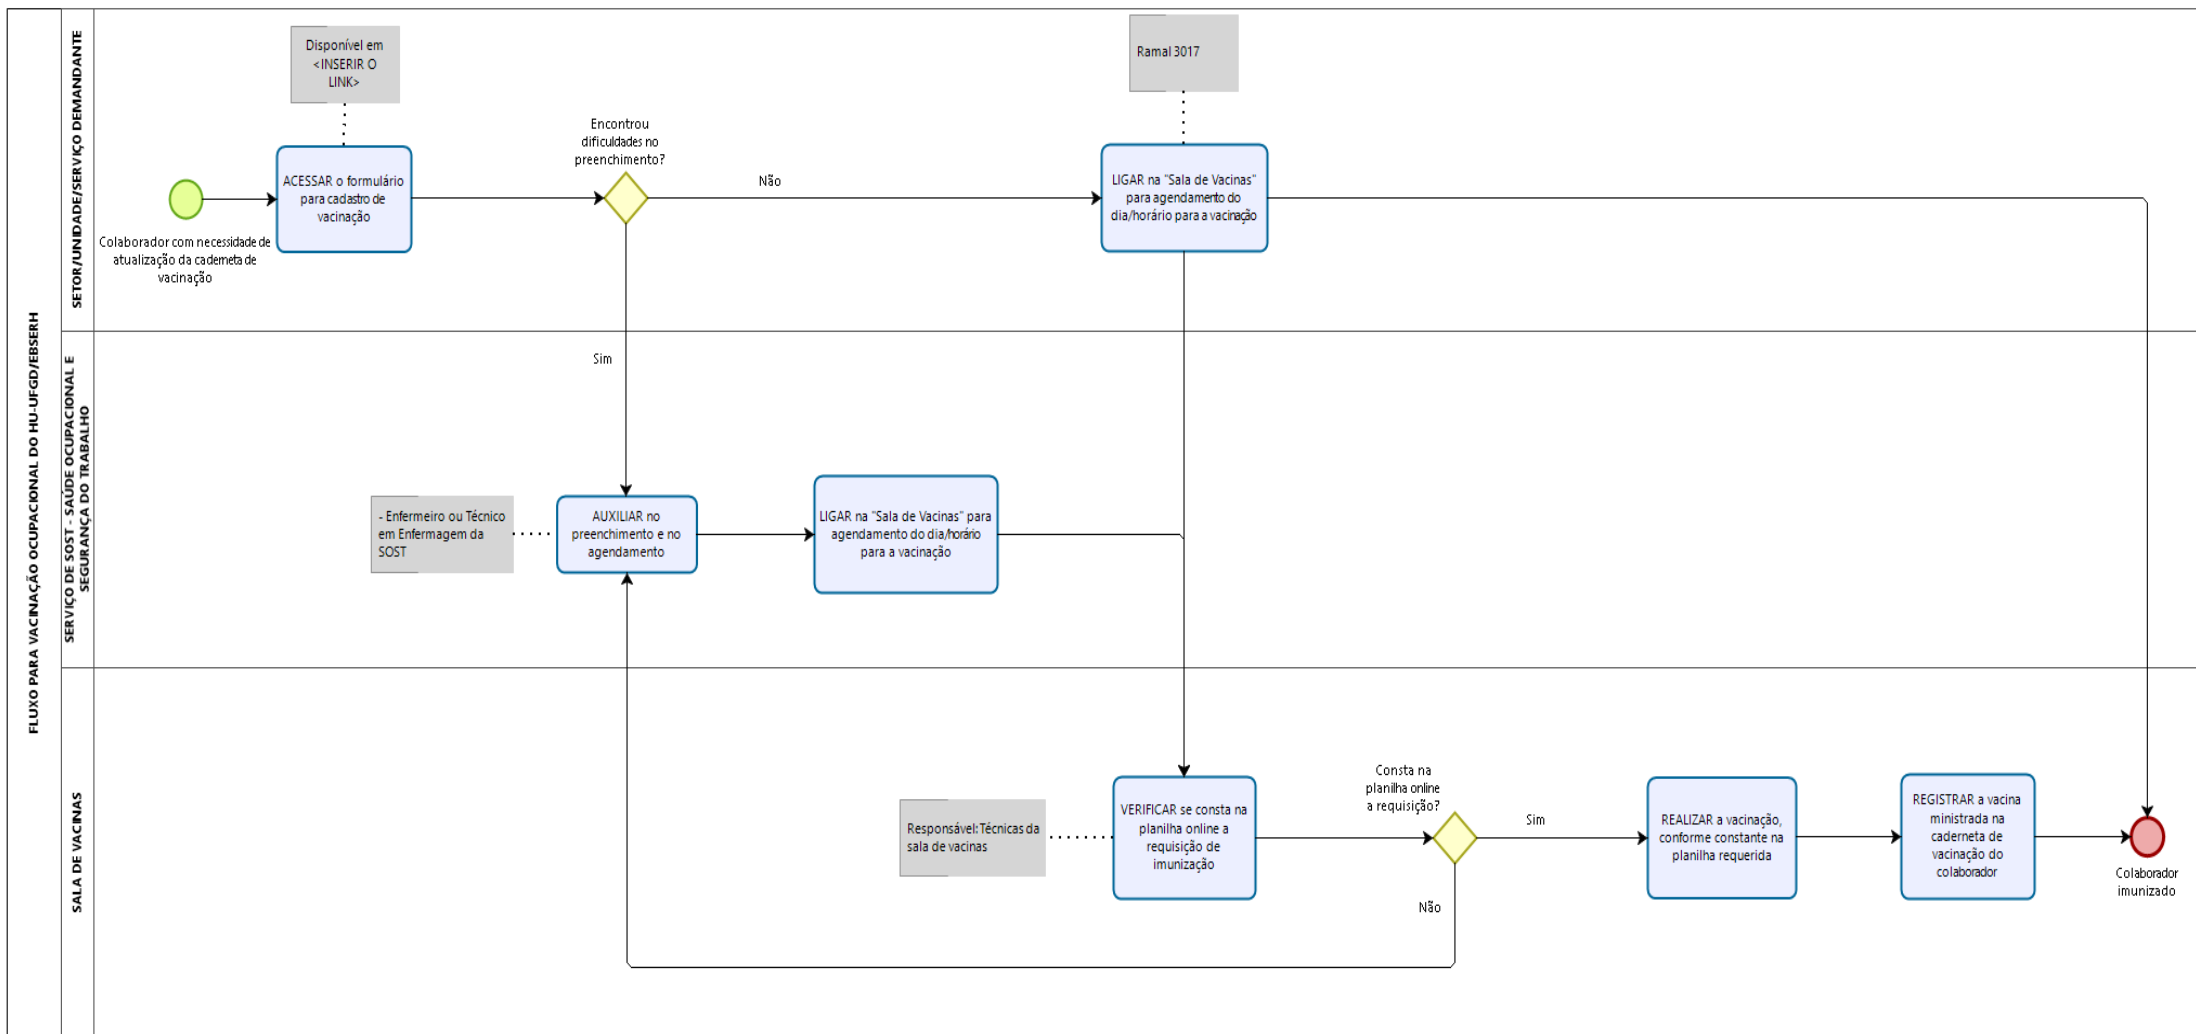 FLUXO PARA VACINAÇÃO OCUPACIONAL DO HU-UFGD/EBSERH
SETOR/UNIDADE/SERVIÇO DEMANDANTE
Disponível em
<INSERIR O
LINK>
Ramal 3017
Encontrou
dificuldades no
preenchimento?
ACESSAR o formulário
para cadastro de
vacinação
Não
LIGAR na "Sala de Vacinas"
para agendamento do
dia/horário para a vacinação
Colaborador com necessidade de
atualização da caderneta de
vacinação
SERVIÇO DE SOST - SAÚDE OCUPACIONAL E
SEGURANÇA DO TRABALHO
Sim
- Enfermeiro ou Técnico
em Enfermagem da
SOST
AUXILIAR no
preenchimento e no
agendamento
LIGAR na "Sala de Vacinas" para
agendamento do dia/horário
para a vacinação
SALA DE VACINAS
Responsável: Técnicas da
sala de vacinas
VERIFICAR se consta na
planilha online a
requisição de
imunização
Consta na
planilha online
a requisição?
Sim
Não
REALIZAR a vacinação,
conforme constante na
planilha requerida
REGISTRAR a vacina
ministrada na
caderneta de
vacinação do
colaborador
Colaborador
imunizado